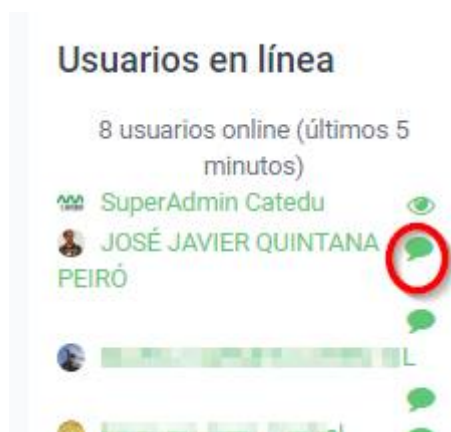 Usuarios en línea
8 usuarios online (últimos 5
minutos)
SuperAdmin Catedu
JOSÉ JAVIER QUINTANA
PEIRÓ
L